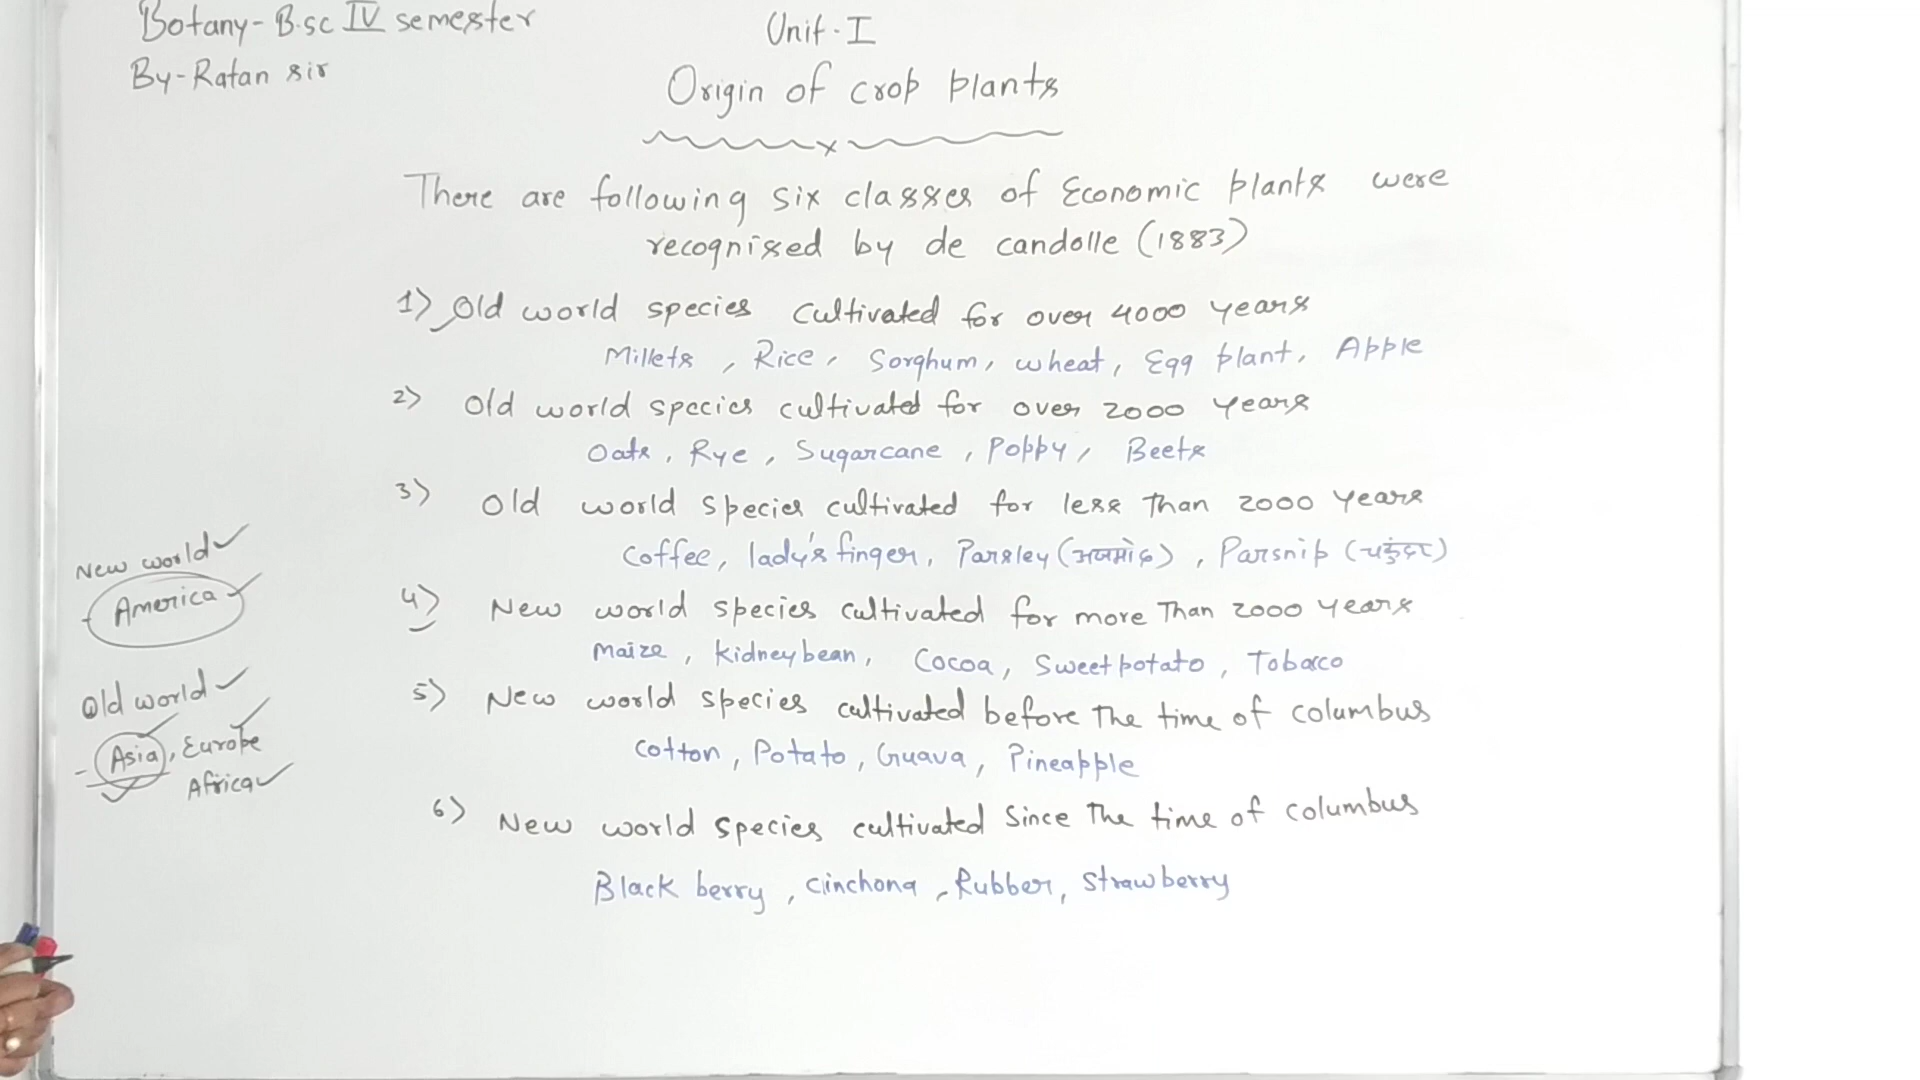 Botany-B.sc IV semester
By-Ratan sir
Unit-I
Origin of crop plants
There are following six classes of Economic plants were
recognised by de candolle (1883)
1) Old world species cultivated for over 4000 years
Millets, Rice, Sorghum, wheat, Egg plant, Apple
2) Old world species cultivated for over 2000 years
Oats, Rye, Sugarcane, Poppy, Beets
3) Old world species cultivated for less than 2000 years
Coffee, lady's finger, Parsley (अजमोद), Parsnip (चकुंदर)
4) New world species cultivated for more than 2000 years
Maize, kidneybean, Cocoa, Sweetpotato, Tobacco
5) New world species cultivated before the time of columbus
Cotton, Potato, Guava, Pineapple
6) New world species cultivated since the time of columbus
Black berry, cinchona, Rubber, strawberry
New world
- America
Old world
- Asia, Europe
Africa